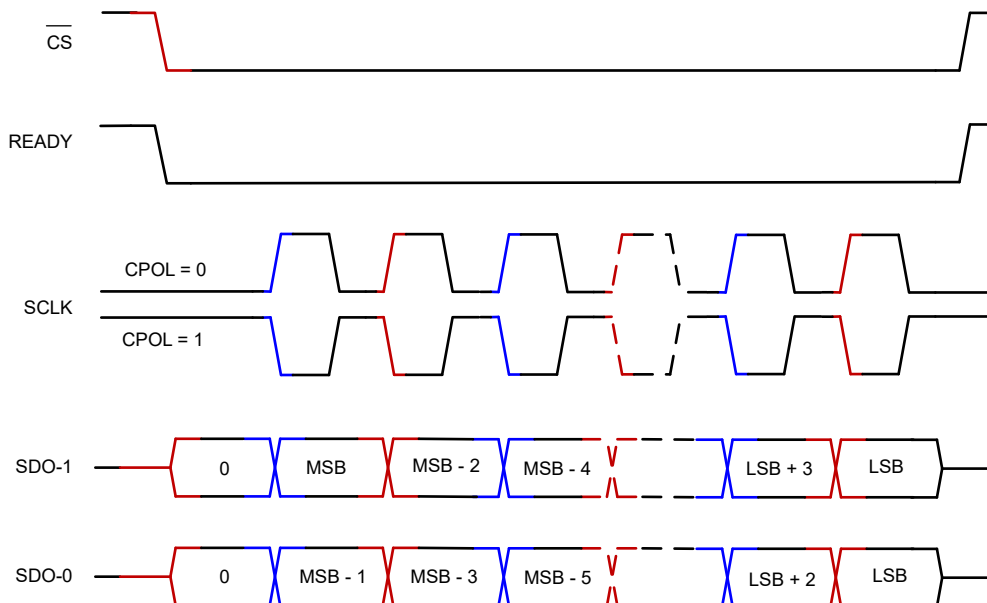 CS
READY
CPOL = 0
SCLK
CPOL = 1
SDO-1 0 MSB MSB - 2 MSB - 4 LSB + 3 LSB
SDO-0 0 MSB - 1 MSB - 3 MSB - 5 LSB + 2 LSB